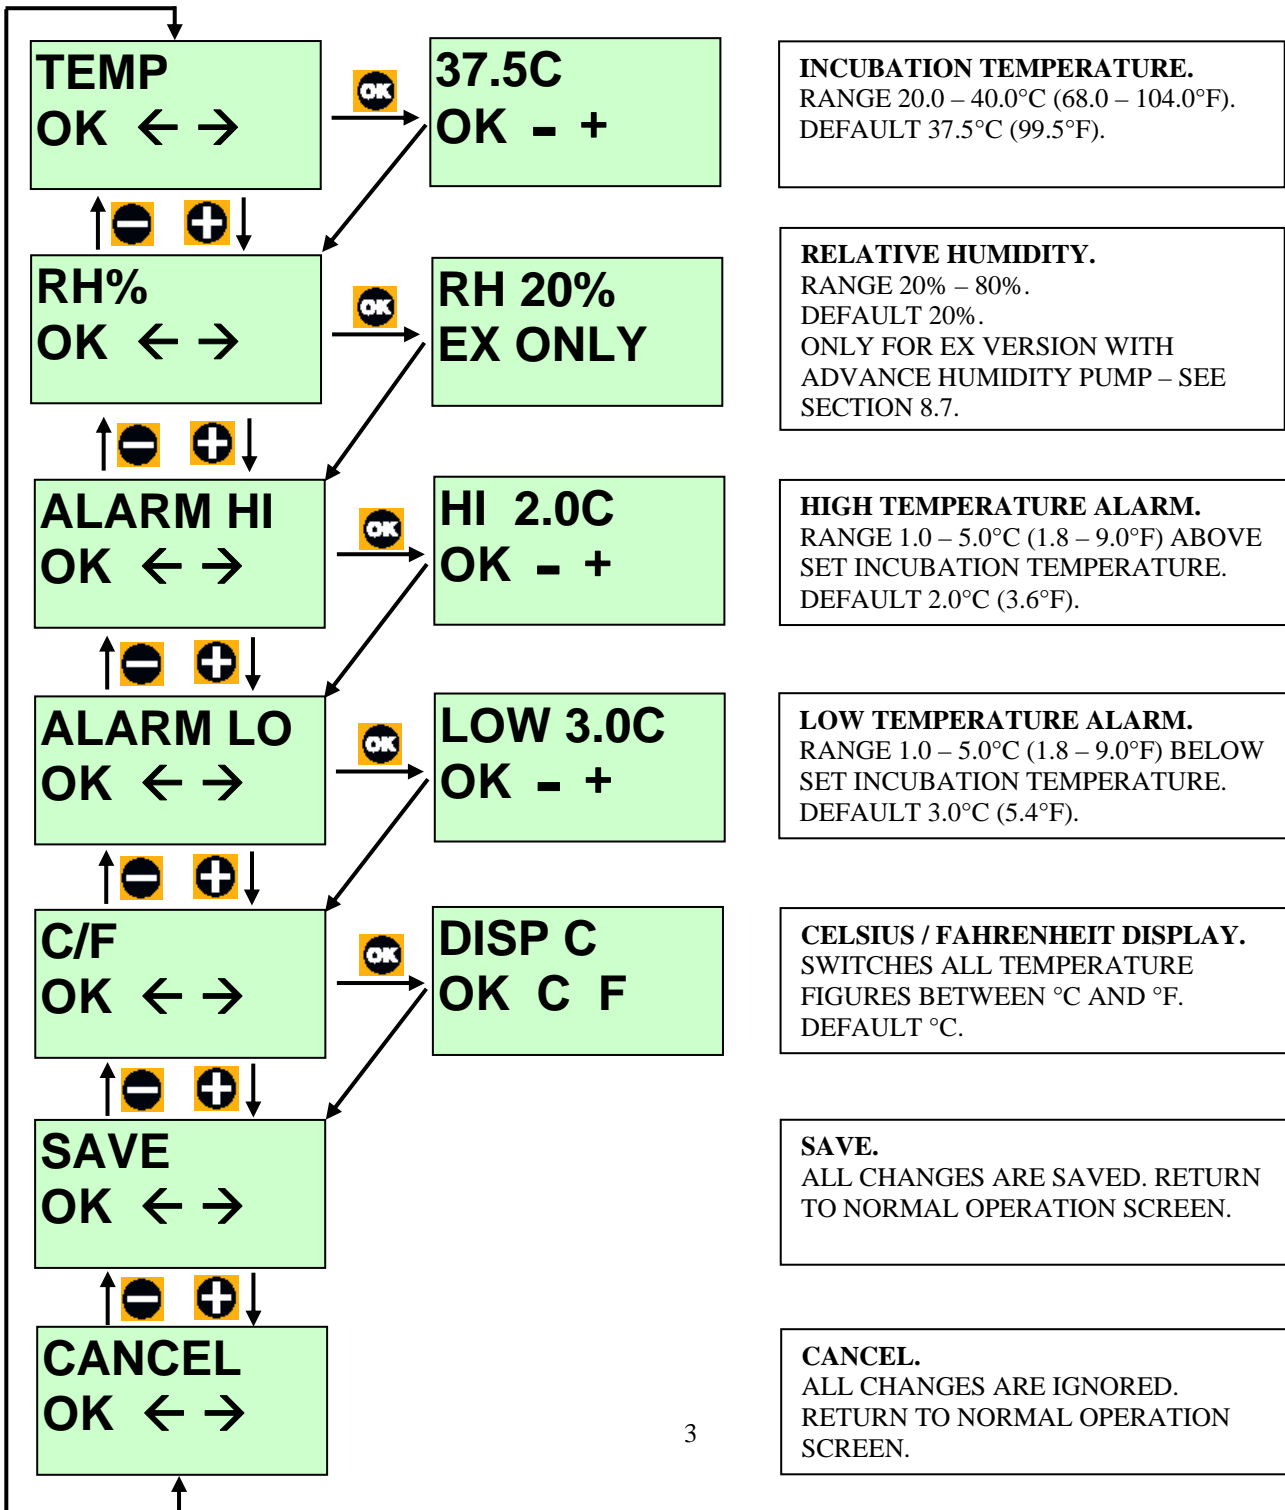 TEMP
OK ← →
OK
37.5C
OK - +
INCUBATION TEMPERATURE.
RANGE 20.0 – 40.0°C (68.0 – 104.0°F).
DEFAULT 37.5°C (99.5°F).
RH%
OK ← →
OK
RH 20%
EX ONLY
RELATIVE HUMIDITY.
RANGE 20% – 80%.
DEFAULT 20%.
ONLY FOR EX VERSION WITH
ADVANCE HUMIDITY PUMP – SEE
SECTION 8.7.
ALARM HI
OK ← →
OK
HI 2.0C
OK - +
HIGH TEMPERATURE ALARM.
RANGE 1.0 – 5.0°C (1.8 – 9.0°F) ABOVE
SET INCUBATION TEMPERATURE.
DEFAULT 2.0°C (3.6°F).
ALARM LO
OK ← →
OK
LOW 3.0C
OK - +
LOW TEMPERATURE ALARM.
RANGE 1.0 – 5.0°C (1.8 – 9.0°F) BELOW
SET INCUBATION TEMPERATURE.
DEFAULT 3.0°C (5.4°F).
C/F
OK ← →
OK
DISP C
OK C F
CELSIUS / FAHRENHEIT DISPLAY.
SWITCHES ALL TEMPERATURE
FIGURES BETWEEN °C AND °F.
DEFAULT °C.
SAVE
OK ← →
SAVE.
ALL CHANGES ARE SAVED. RETURN
TO NORMAL OPERATION SCREEN.
CANCEL
OK ← →
CANCEL.
ALL CHANGES ARE IGNORED.
RETURN TO NORMAL OPERATION
SCREEN.
3